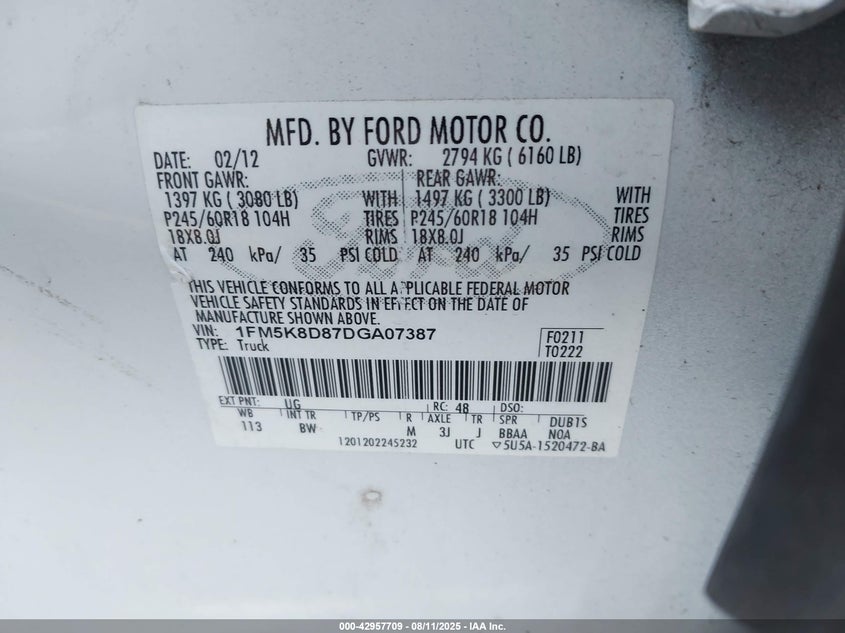 MFD. BY FORD MOTOR CO.
DATE: 02/12 GVWR: 2794 KG ( 6160 LB)
FRONT GAWR: REAR GAWR:
1397 KG ( 3080 LB) WITH 1497 KG ( 3300 LB) WITH
P245/60R18 104H TIRES P245/60R18 104H TIRES
18X8.0J RIMS 18X8.0J RIMS
AT 240 kPa/ 35 PSI COLD AT 240 kPa/ 35 PSI COLD
Ford
THIS VEHICLE CONFORMS TO ALL APPLICABLE FEDERAL MOTOR
VEHICLE SAFETY STANDARDS IN EFFECT ON THE DATE OF
MANUFACTURE SHOWN ABOVE.
VIN: 1FM5K8D87DGA07387 F0211
TYPE: Truck T0222
EXT PNT: UG RC: 48 DSO:
WB INT TR TP/PS R AXLE TR SPR DUB1S
113 BW M 3J J BBAA NOA
1201202245232 UTC ▽5U5A-1520472-BA
000-42957709 - 08/11/2025 - IAA Inc.